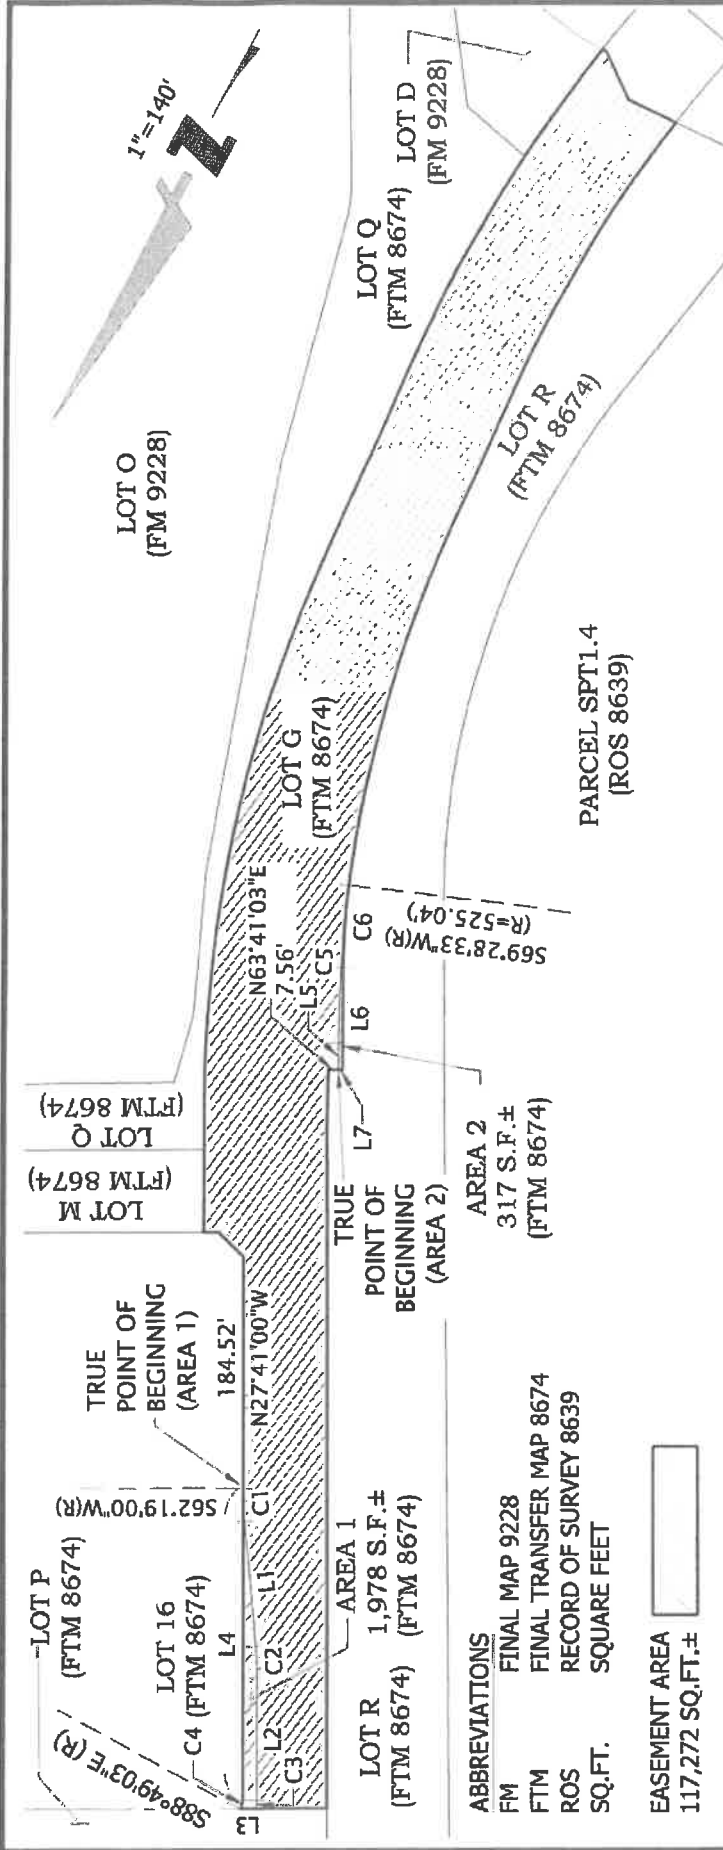 LOT P
(FTM 8674)
S88°49'03"E (R)
LOT 16
(FTM 8674)
C4
L4
L3
L2
C2
L1
C1
C3
S62°19'00"W(R)
TRUE
POINT OF
BEGINNING
(AREA 1)
184.52'
N27°41'00"W
AREA 1
1,978 S.F.±
(FTM 8674)
LOT R
(FTM 8674)
LOT M
(FTM 8674)
LOT Q
(FTM 8674)
TRUE
POINT OF
BEGINNING
(AREA 2)
L7
AREA 2
317 S.F.±
(FTM 8674)
N63°41'03"E
7.56'
L5
C5
L6
C6
S69°28'33"W(R)
(R=525.04')
LOT G
(FTM 8674)
LOT O
(FM 9228)
1"=140'
N
LOT Q
(FTM 8674)
LOT D
(FM 9228)
LOT R
(FTM 8674)
PARCEL SPT1.4
(ROS 8639)
ABBREVIATIONS
FM FINAL MAP 9228
FTM FINAL TRANSFER MAP 8674
ROS RECORD OF SURVEY 8639
SQ.FT. SQUARE FEET
EASEMENT AREA
117,272 SQ.FT.±